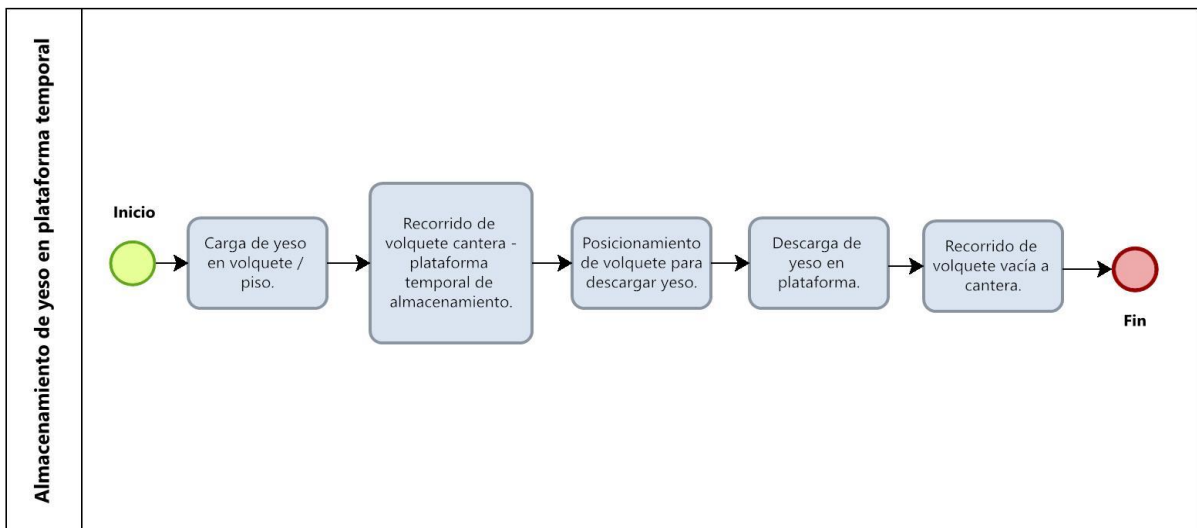 Almacenamiento de yeso en plataforma temporal
Inicio
Carga de yeso
en volquete /
piso.
Recorrido de
volquete cantera -
plataforma
temporal de
almacenamiento.
Posicionamiento
de volquete para
descargar yeso.
Descarga de
yeso en
plataforma.
Recorrido de
volquete vacía a
cantera.
Fin